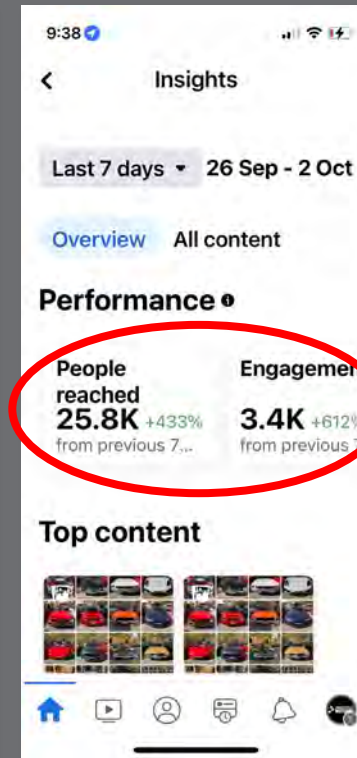 9:38
Insights
Last 7 days 26 Sep - 2 Oct
Overview All content
Performance
People reached
Engagemen
25.8K +433%
3.4K +612%
from previous 7...
from previous 7
Top content